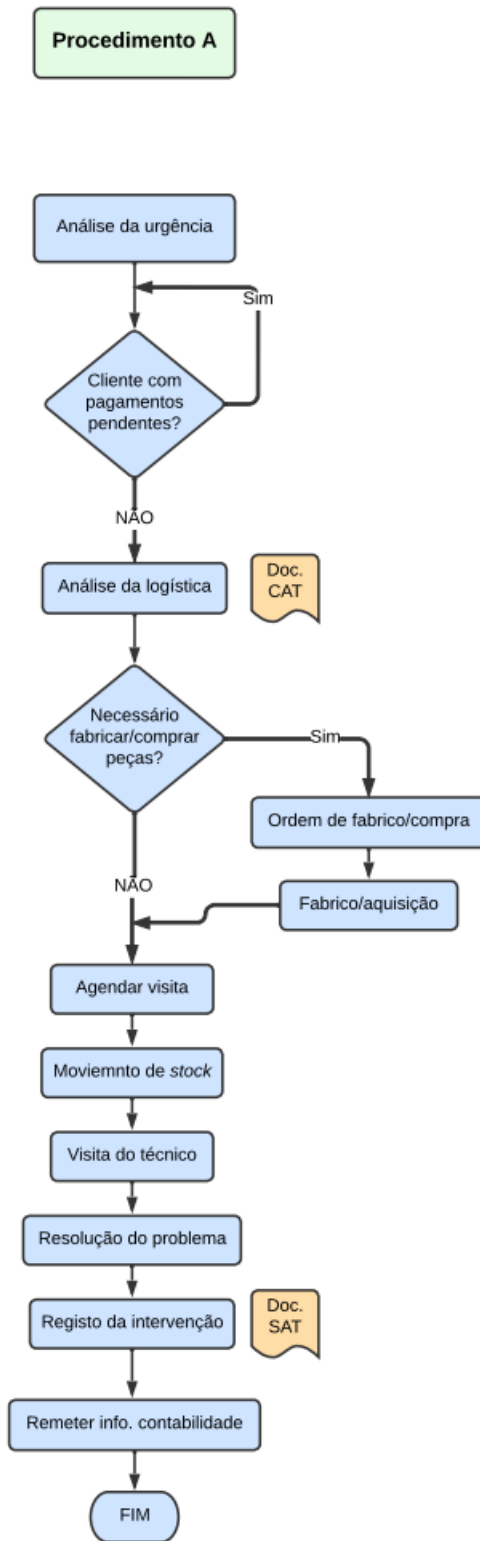 Procedimento A
Análise da urgência
Sim
Cliente com
pagamentos
pendentes?
NÃO
Análise da logística
Doc.
CAT
Necessário
fabricar/comprar
peças?
Sim
Ordem de fabrico/compra
NÃO
Fabrico/aquisição
Agendar visita
Moviemnto de stock
Visita do técnico
Resolução do problema
Registo da intervenção
Doc.
SAT
Remeter info. contabilidade
FIM